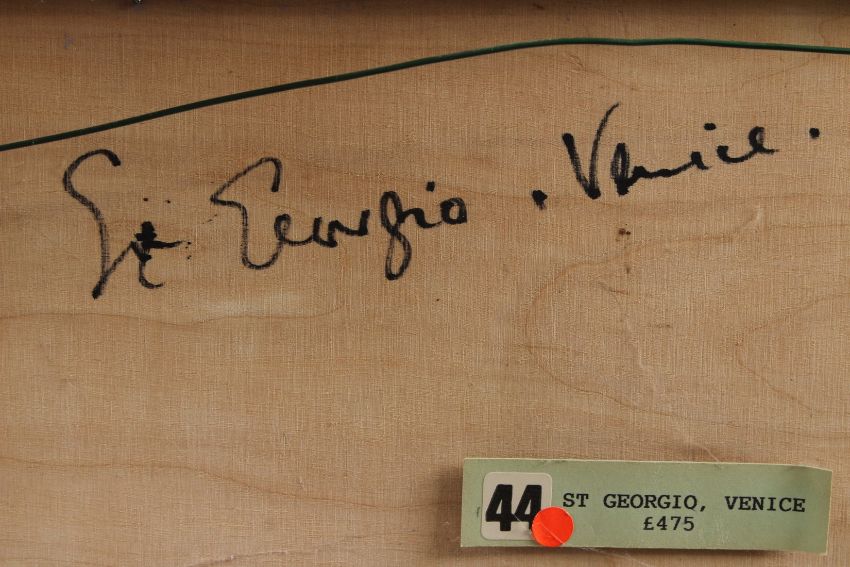 St. Georgio . Venice .
44
ST GEORGIO, VENICE
£475